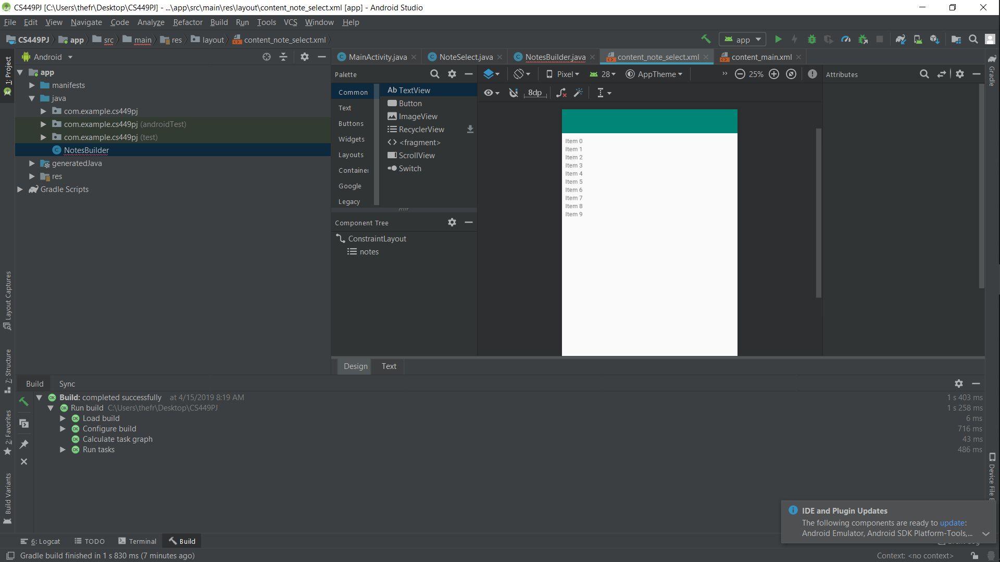 CS449PJ [C:\Users\thefr\Desktop\CS449PJ] - ...\app\src\main\res\layout\content_note_select.xml [app] - Android Studio
File Edit View Navigate Code Analyze Refactor Build Run Tools VCS Window Help
CS449PJ app src main res layout content_note_select.xml app
1: Project
Android
MainActivity.java NoteSelect.java NotesBuilder.java content_note_select.xml content_main.xml
Gradle
app
manifests
java
com.example.cs449pj
com.example.cs449pj (androidTest)
com.example.cs449pj (test)
NotesBuilder
generatedJava
res
Gradle Scripts
Palette
Common
Text
Buttons
Widgets
Layouts
Container
Google
Legacy
Ab TextView
Button
ImageView
RecyclerView
<fragment>
ScrollView
Switch
Component Tree
ConstraintLayout
notes
Pixel 28 AppTheme >> 25%
8dp
Attributes
Item 0
Item 1
Item 2
Item 3
Item 4
Item 5
Item 6
Item 7
Item 8
Item 9
Design Text
Layout Captures
7: Structure
2: Favorites
Build Variants
Build Sync
Build: completed successfully at 4/15/2019 8:19 AM 1 s 403 ms
Run build C:\Users\thefr\Desktop\CS449PJ 1 s 258 ms
OK Load build 6 ms
OK Configure build 716 ms
OK Calculate task graph 43 ms
OK Run tasks 486 ms
Device File E
IDE and Plugin Updates
The following components are ready to update:
Android Emulator, Android SDK Platform-Tools,...
6: Logcat TODO Terminal Build
Gradle build finished in 1 s 830 ms (7 minutes ago) Context: <no context>